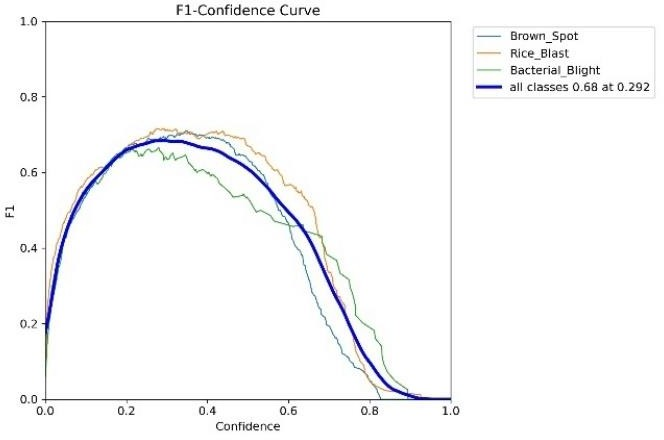 F1-Confidence Curve
1.0
0.8
0.6
0.4
0.2
0.0
F1
0.0 0.2 0.4 0.6 0.8 1.0
Confidence
Brown_Spot
Rice_Blast
Bacterial_Blight
all classes 0.68 at 0.292